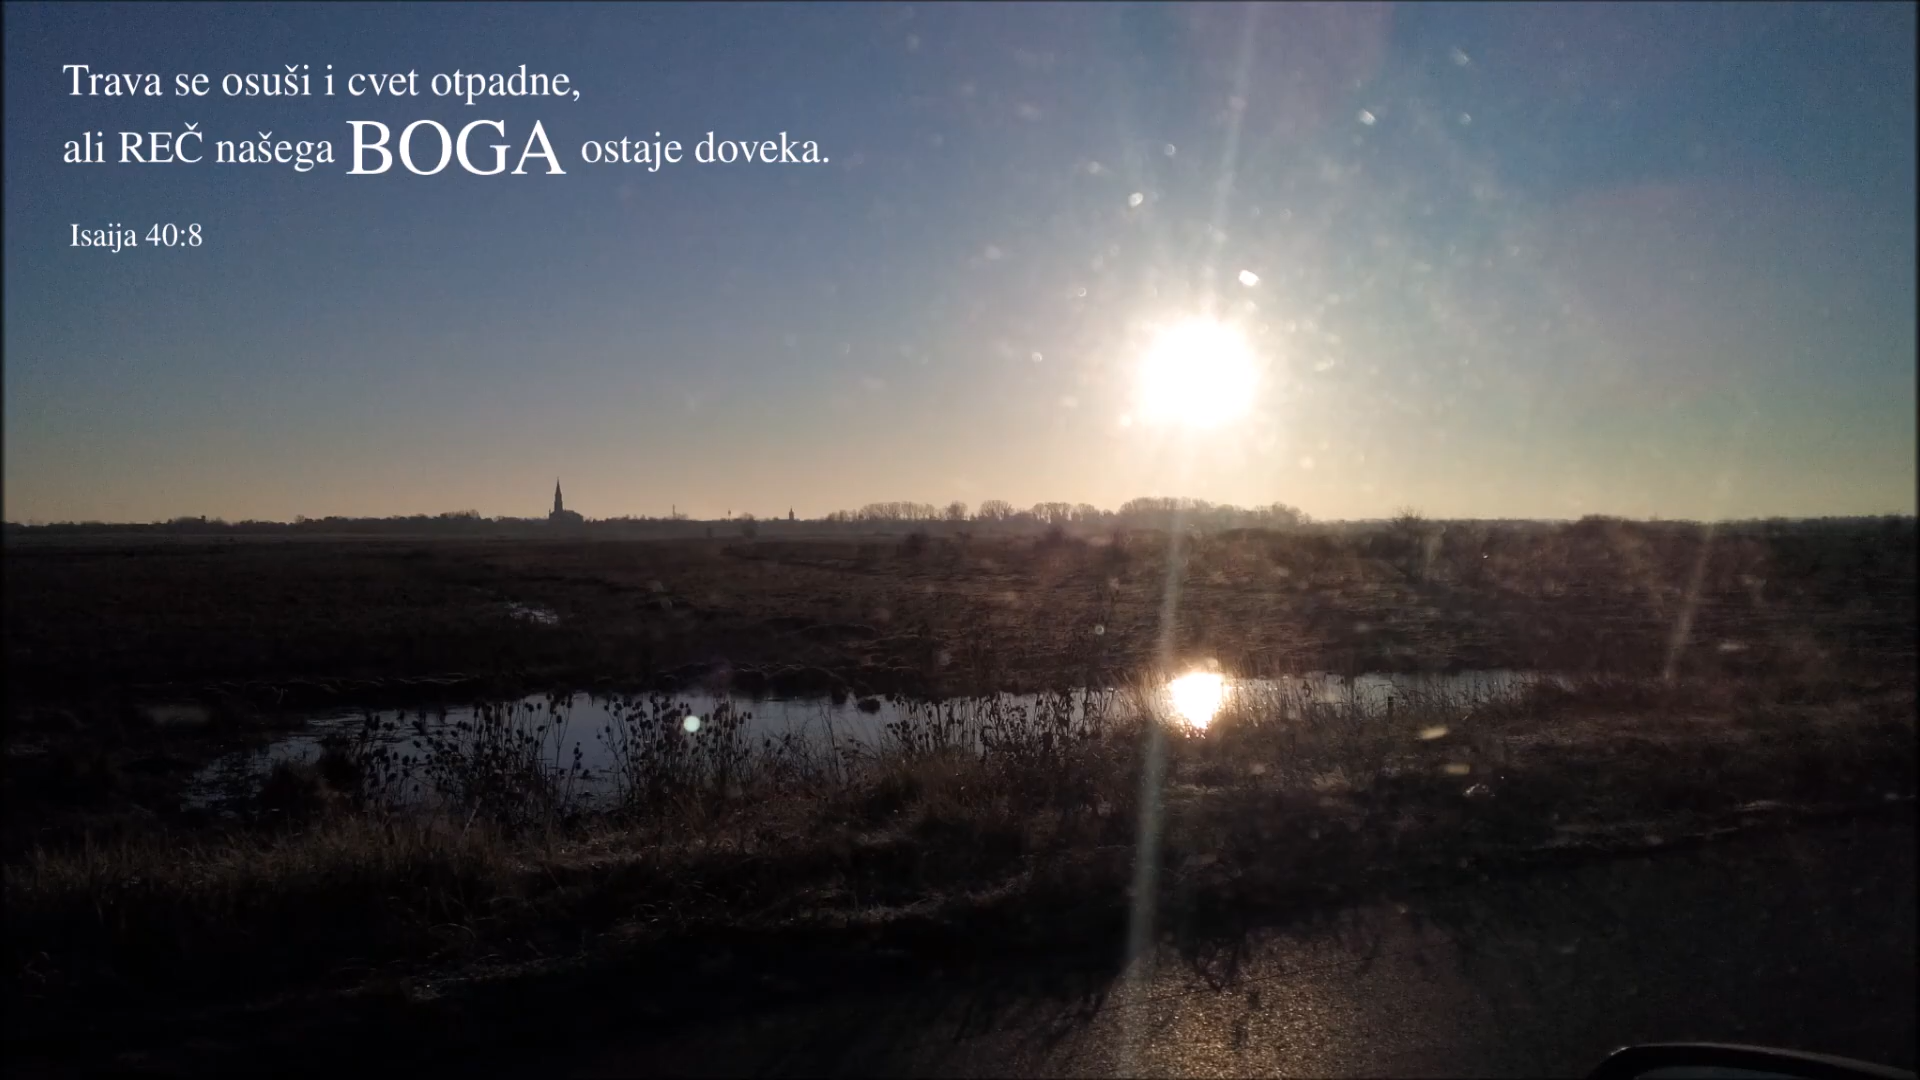 Trava se osuši i cvet otpadne,
ali REČ našega BOGA ostaje doveka.
Isaija 40:8